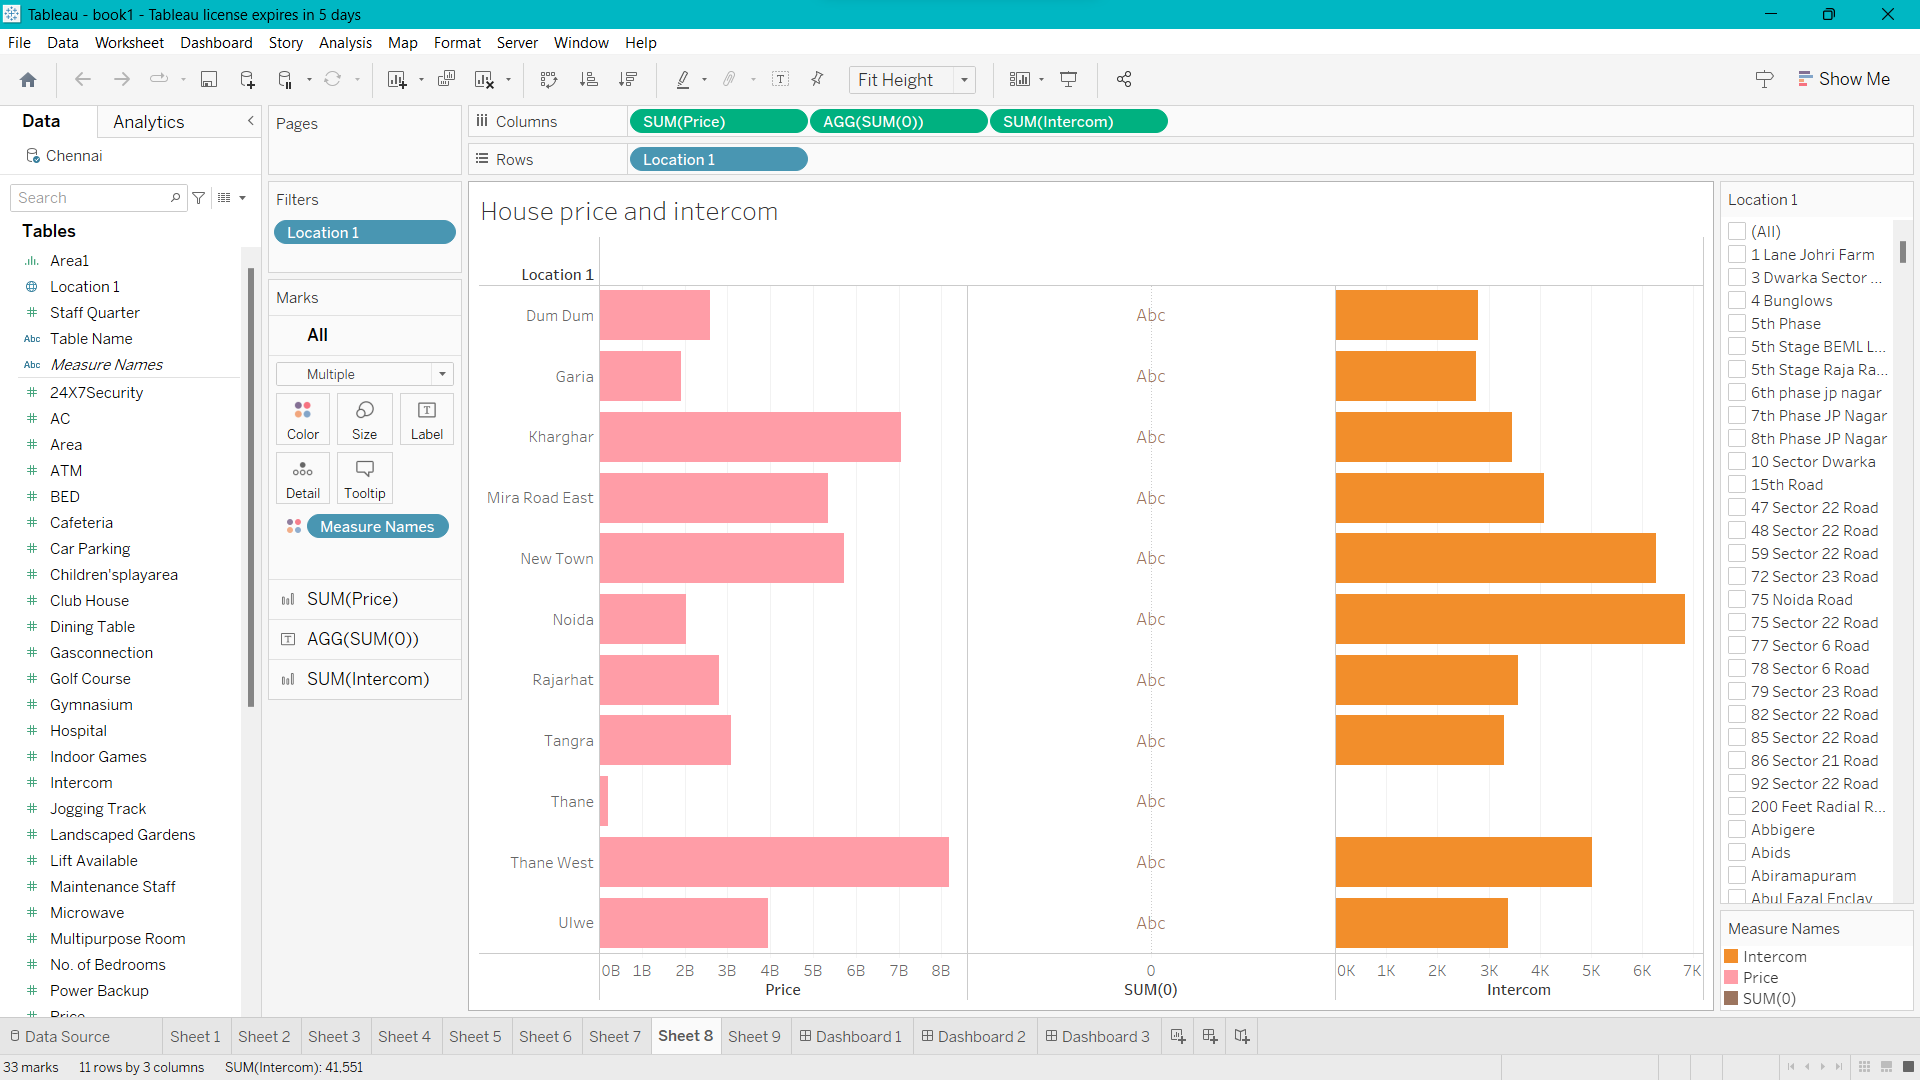 Tableau - book1 - Tableau license expires in 5 days
File Data Worksheet Dashboard Story Analysis Map Format Server Window Help
Fit Height
Show Me
Data Analytics
Chennai
Search
Tables
Area1
Location 1
Staff Quarter
Abc Table Name
Abc Measure Names
24X7Security
AC
Area
ATM
BED
Cafeteria
Car Parking
Children'splayarea
Club House
Dining Table
Gasconnection
Golf Course
Gymnasium
Hospital
Indoor Games
Intercom
Jogging Track
Landscaped Gardens
Lift Available
Maintenance Staff
Microwave
Multipurpose Room
No. of Bedrooms
Power Backup
Price
Pages
Filters
Location 1
Marks
All
Multiple
Color Size Label
Detail Tooltip
Measure Names
SUM(Price)
AGG(SUM(0))
SUM(Intercom)
Columns SUM(Price) AGG(SUM(0)) SUM(Intercom)
Rows Location 1
House price and intercom
Location 1
Dum Dum Abc
Garia Abc
Kharghar Abc
Mira Road East Abc
New Town Abc
Noida Abc
Rajarhat Abc
Tangra Abc
Thane Abc
Thane West Abc
Ulwe Abc
0B 1B 2B 3B 4B 5B 6B 7B 8B 0 0K 1K 2K 3K 4K 5K 6K 7K
Price SUM(0) Intercom
Location 1
(All)
1 Lane Johri Farm
3 Dwarka Sector ...
4 Bunglows
5th Phase
5th Stage BEML L...
5th Stage Raja Ra...
6th phase jp nagar
7th Phase JP Nagar
8th Phase JP Nagar
10 Sector Dwarka
15th Road
47 Sector 22 Road
48 Sector 22 Road
59 Sector 22 Road
72 Sector 23 Road
75 Noida Road
75 Sector 22 Road
77 Sector 6 Road
78 Sector 6 Road
79 Sector 23 Road
82 Sector 22 Road
85 Sector 22 Road
86 Sector 21 Road
92 Sector 22 Road
200 Feet Radial R...
Abbigere
Abids
Abiramapuram
Abul Fazal Enclav
Measure Names
Intercom
Price
SUM(0)
Data Source Sheet 1 Sheet 2 Sheet 3 Sheet 4 Sheet 5 Sheet 6 Sheet 7 Sheet 8 Sheet 9 Dashboard 1 Dashboard 2 Dashboard 3
33 marks 11 rows by 3 columns SUM(Intercom): 41,551